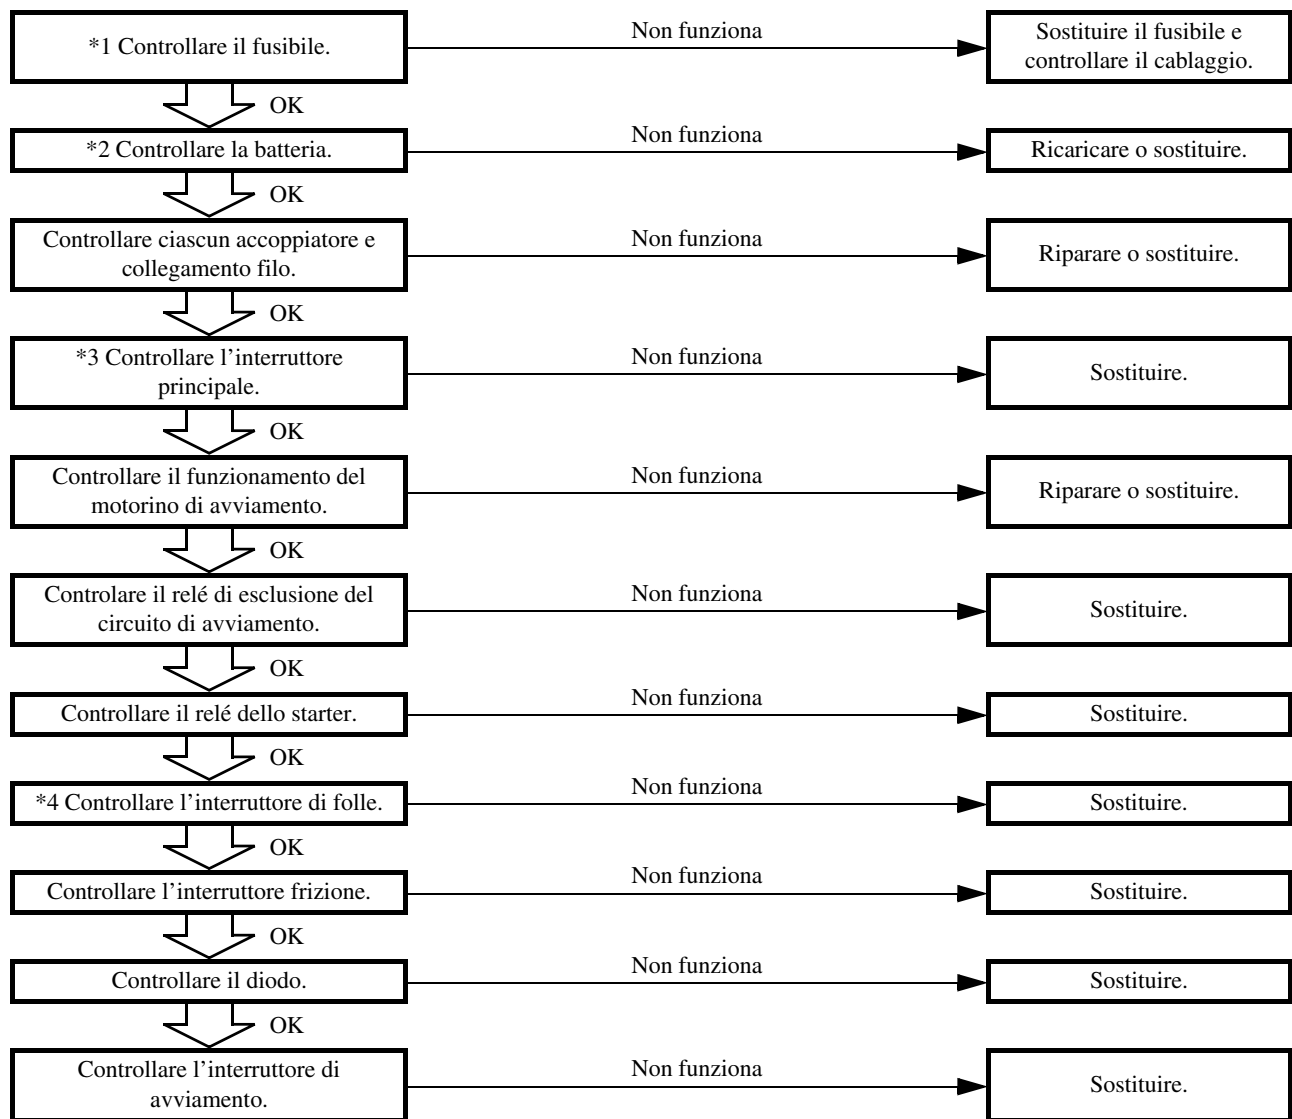 *1 Controllare il fusibile.
Non funziona
Sostituire il fusibile e
controllare il cablaggio.
OK
*2 Controllare la batteria.
Non funziona
Ricaricare o sostituire.
OK
Controllare ciascun accoppiatore e
collegamento filo.
Non funziona
Riparare o sostituire.
OK
*3 Controllare l’interruttore
principale.
Non funziona
Sostituire.
OK
Controllare il funzionamento del
motorino di avviamento.
Non funziona
Riparare o sostituire.
OK
Controlare il relé di esclusione del
circuito di avviamento.
Non funziona
Sostituire.
OK
Controllare il relé dello starter.
Non funziona
Sostituire.
OK
*4 Controllare l’interruttore di folle.
Non funziona
Sostituire.
OK
Controllare l’interruttore frizione.
Non funziona
Sostituire.
OK
Controllare il diodo.
Non funziona
Sostituire.
OK
Controllare l’interruttore di
avviamento.
Non funziona
Sostituire.